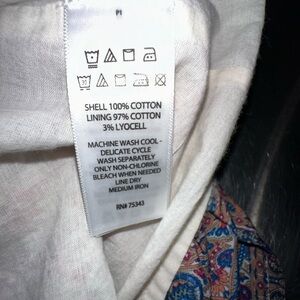 SHELL 100% COTTON
LINING 97% COTTON
3% LYOCELL
MACHINE WASH COOL -
DELICATE CYCLE
WASH SEPARATELY
ONLY NON-CHLORINE
BLEACH WHEN NEEDED
LINE DRY
MEDIUM IRON
RN# 75343